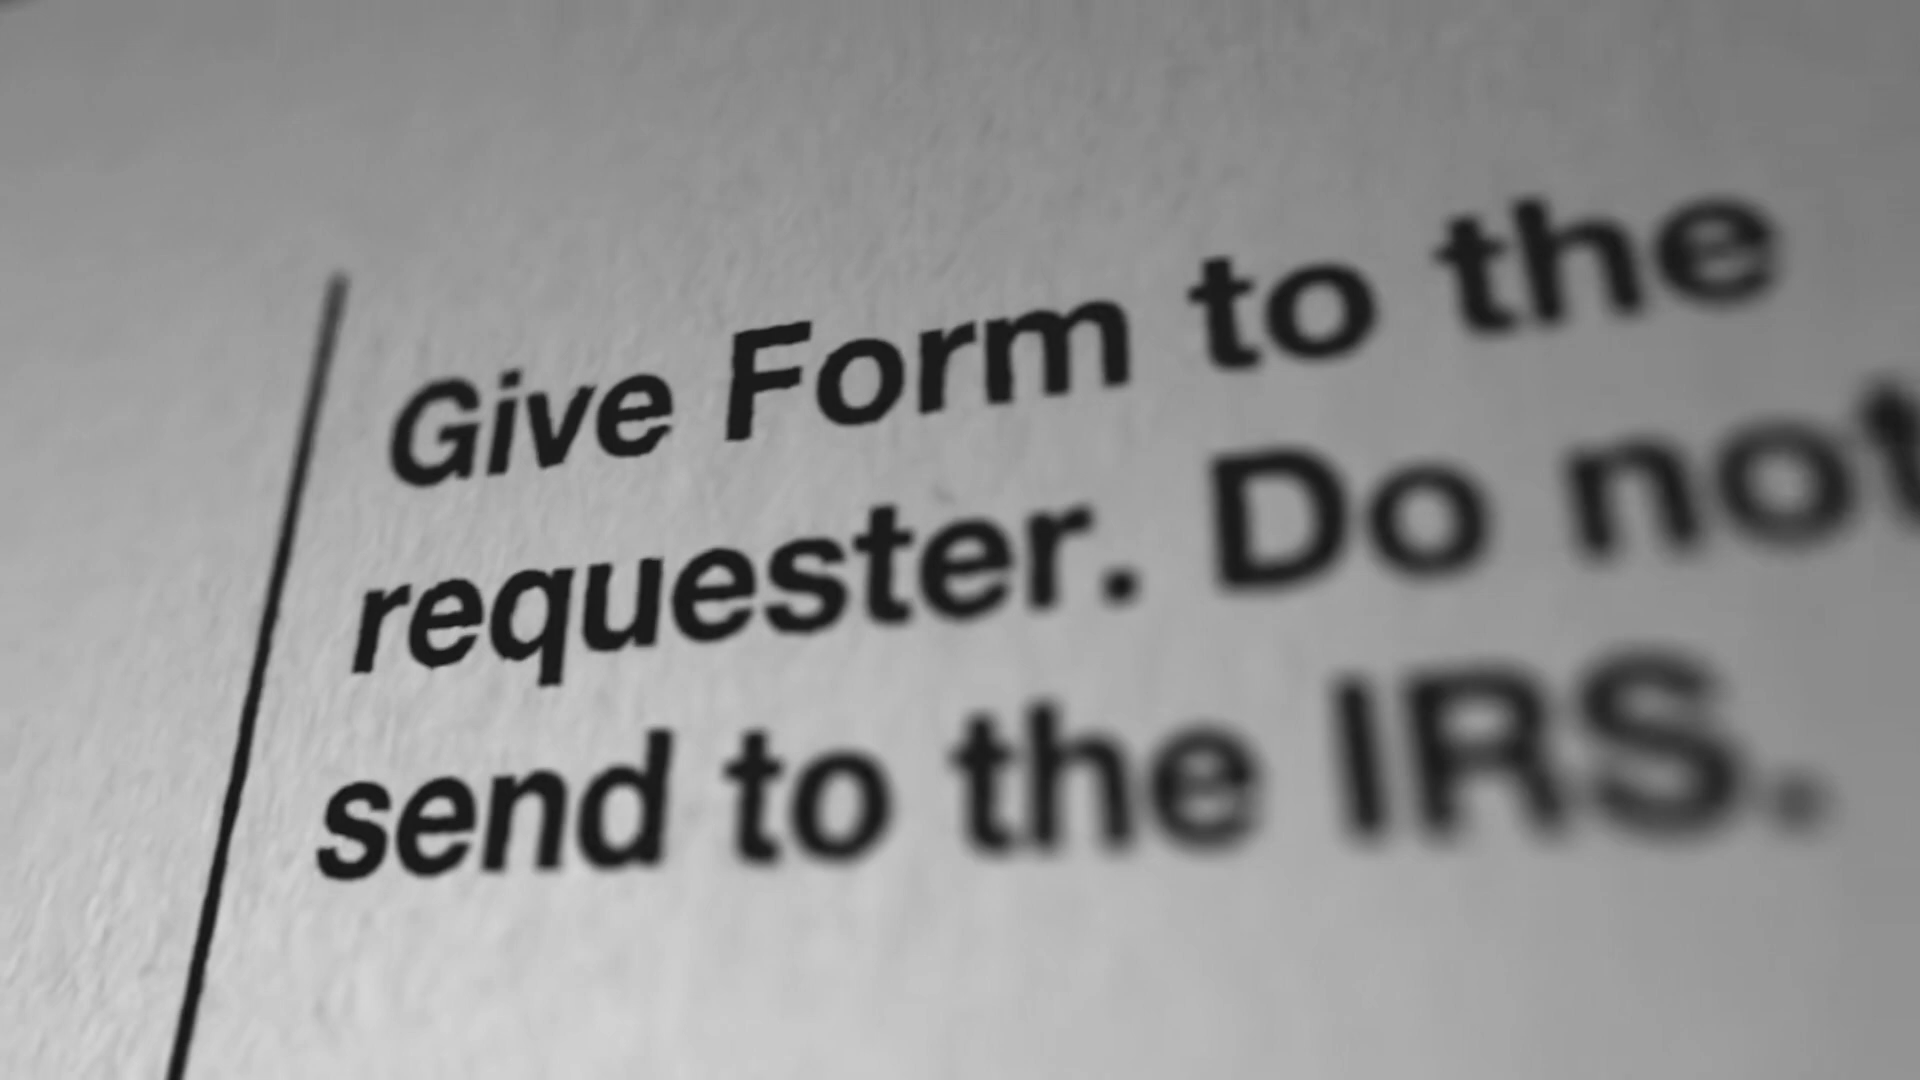 Give Form to the
requester. Do not
send to the IRS.